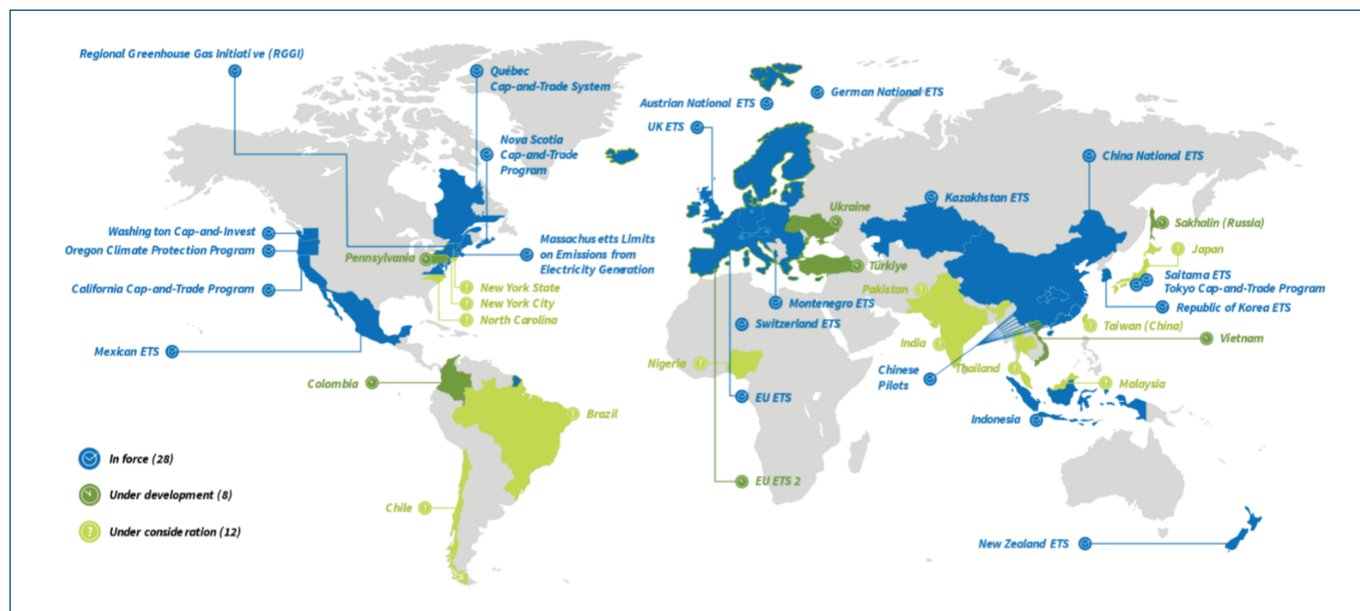 Regional Greenhouse Gas Initiative (RGGI)
Québec
Cap-and-Trade System
Nova Scotia
Cap-and-Trade
Program
Austrian National ETS
German National ETS
UK ETS
China National ETS
Kazakhstan ETS
Ukraine
Sakhalin (Russia)
Washington Cap-and-Invest
Oregon Climate Protection Program
Pennsylvania
Massachusetts Limits
on Emissions from
Electricity Generation
Japan
Türkiye
Saitama ETS
Tokyo Cap-and-Trade Program
California Cap-and-Trade Program
New York State
New York City
North Carolina
Pakistan
Montenegro ETS
Republic of Korea ETS
Switzerland ETS
Taiwan (China)
Mexican ETS
India
Vietnam
Nigeria
Chinese
Pilots
Thailand
Malaysia
Colombia
EU ETS
Brazil
Indonesia
In force (28)
EU ETS 2
Under development (8)
Chile
Under consideration (12)
New Zealand ETS